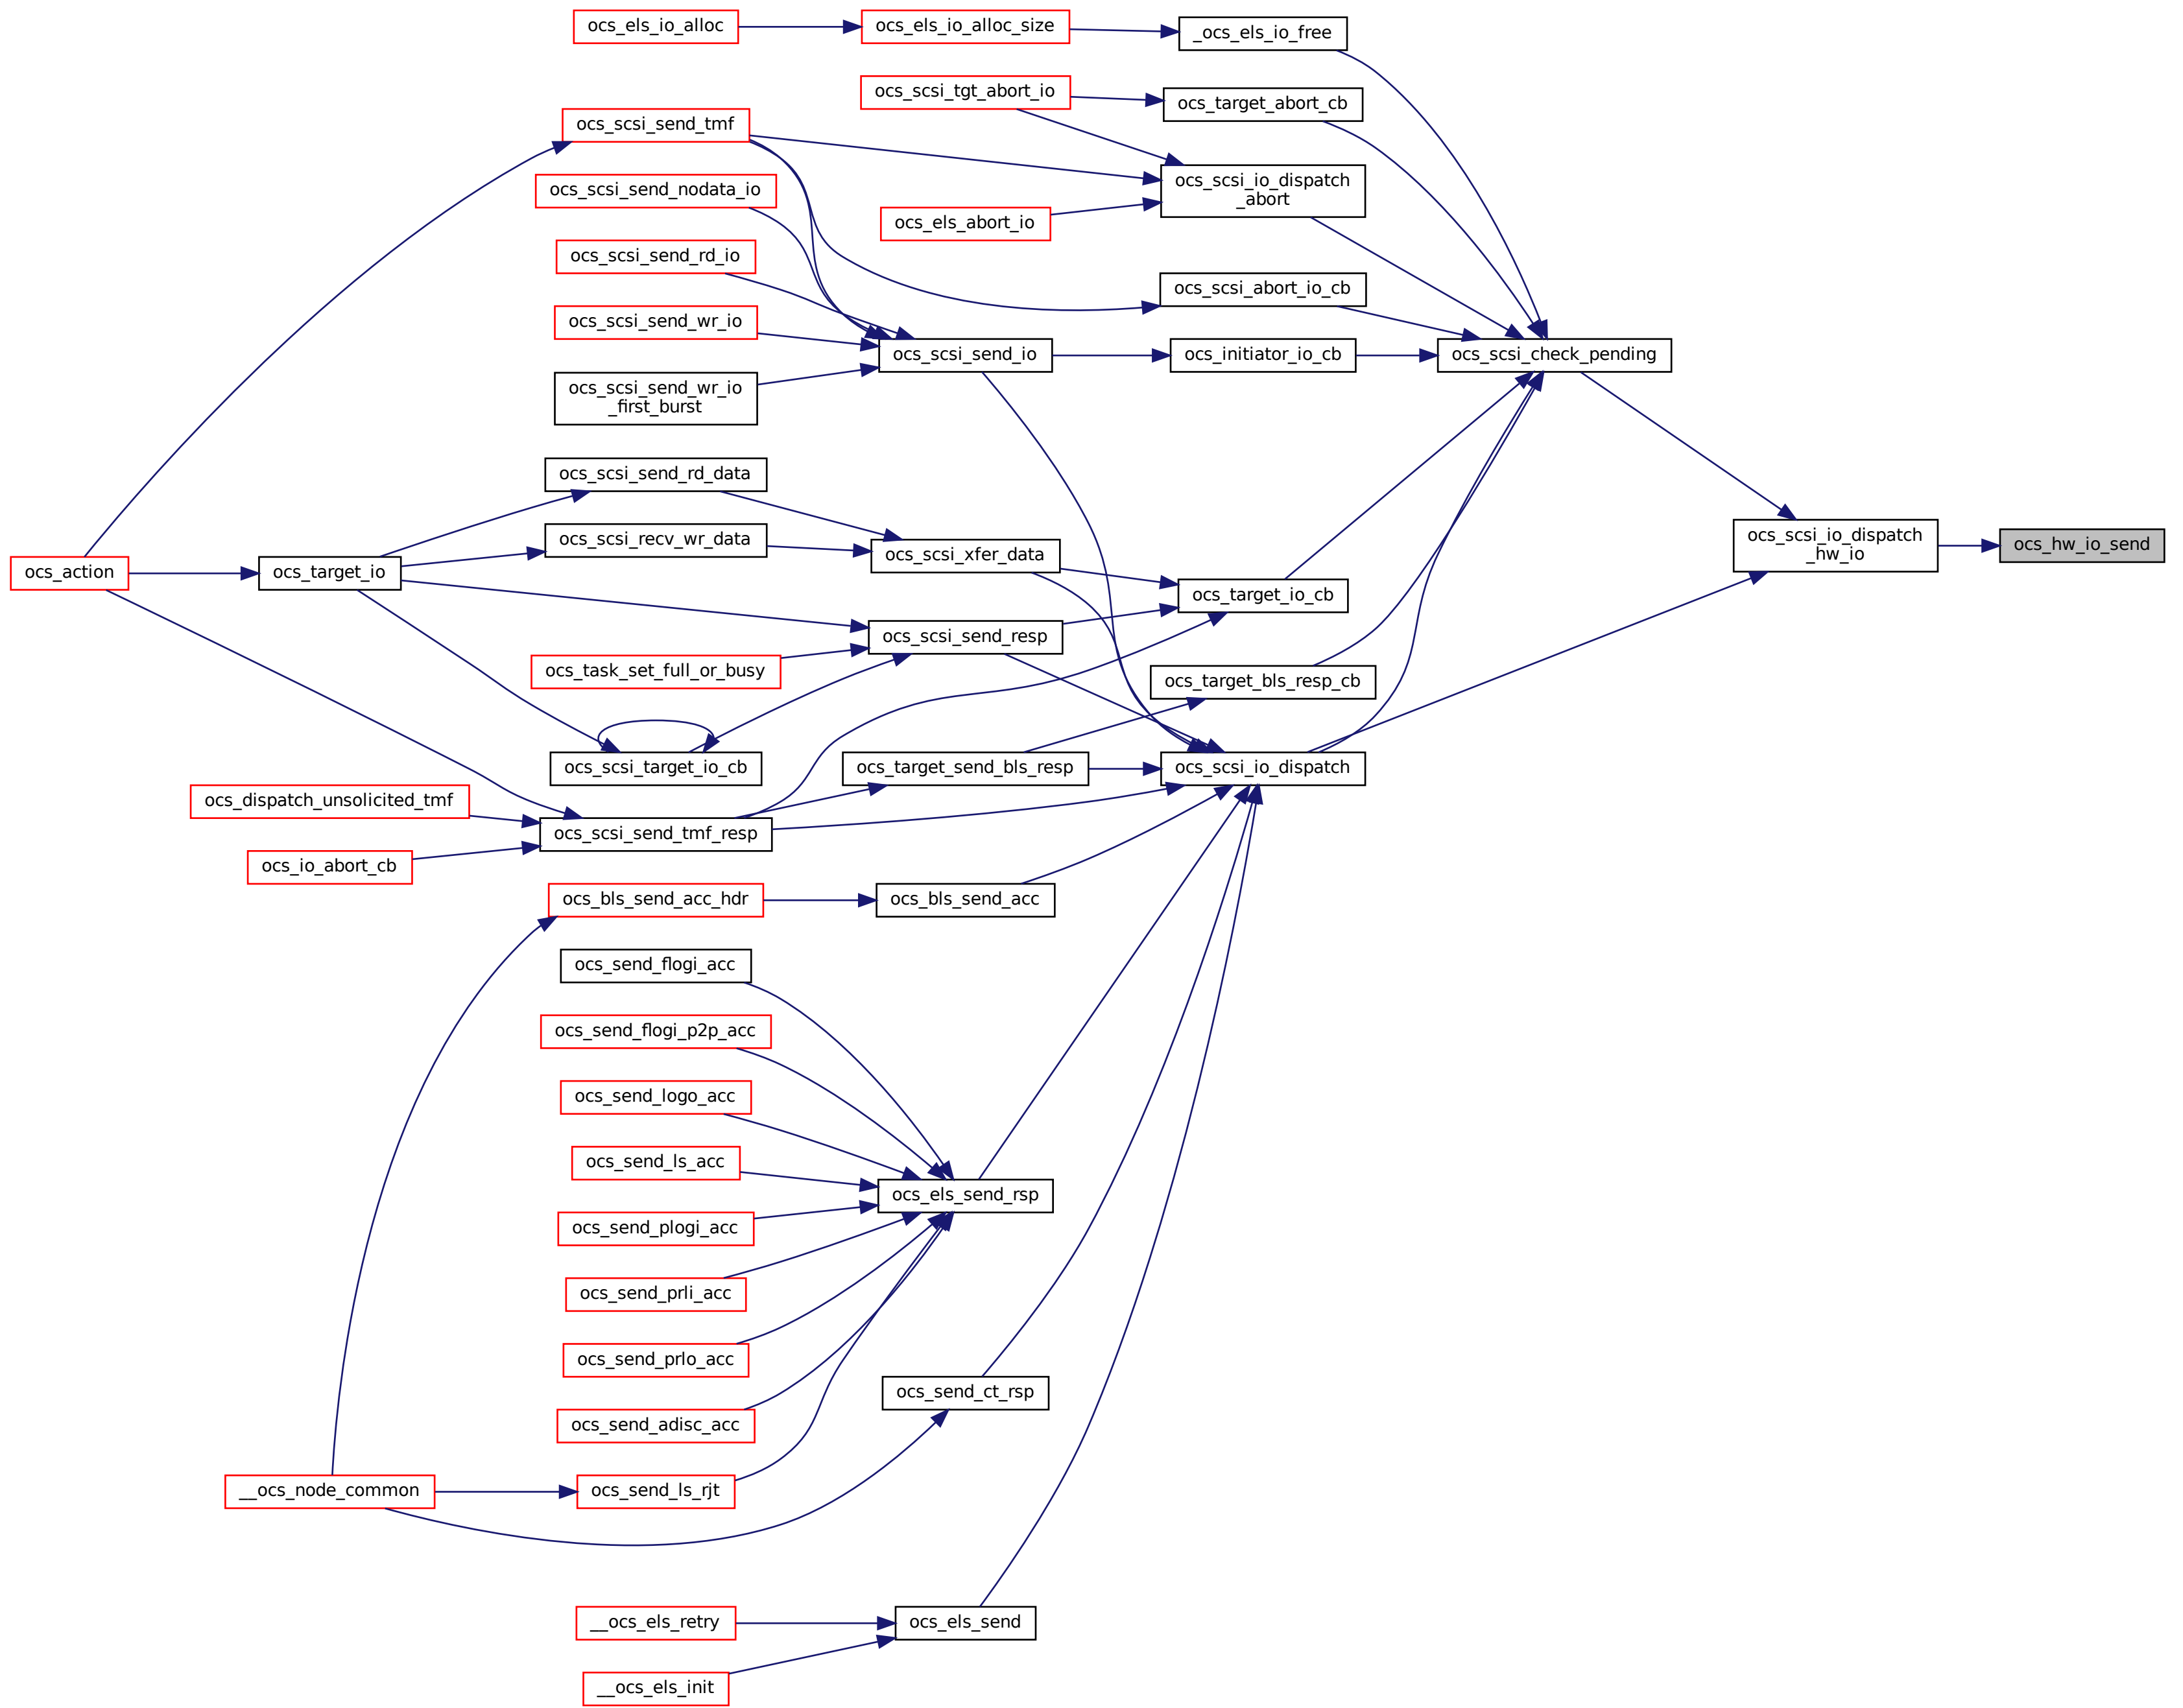 ocs_els_io_alloc
ocs_els_io_alloc_size
_ocs_els_io_free
ocs_scsi_tgt_abort_io
ocs_target_abort_cb
ocs_scsi_send_tmf
ocs_scsi_io_dispatch
_abort
ocs_scsi_send_nodata_io
ocs_els_abort_io
ocs_scsi_send_rd_io
ocs_scsi_abort_io_cb
ocs_scsi_send_wr_io
ocs_scsi_send_io
ocs_initiator_io_cb
ocs_scsi_check_pending
ocs_scsi_send_wr_io
_first_burst
ocs_scsi_send_rd_data
ocs_scsi_recv_wr_data
ocs_scsi_xfer_data
ocs_scsi_io_dispatch
_hw_io
ocs_hw_io_send
ocs_action
ocs_target_io
ocs_target_io_cb
ocs_scsi_send_resp
ocs_task_set_full_or_busy
ocs_target_bls_resp_cb
ocs_scsi_target_io_cb
ocs_target_send_bls_resp
ocs_scsi_io_dispatch
ocs_dispatch_unsolicited_tmf
ocs_scsi_send_tmf_resp
ocs_io_abort_cb
ocs_bls_send_acc_hdr
ocs_bls_send_acc
ocs_send_flogi_acc
ocs_send_flogi_p2p_acc
ocs_send_logo_acc
ocs_send_ls_acc
ocs_els_send_rsp
ocs_send_plogi_acc
ocs_send_prli_acc
ocs_send_prlo_acc
ocs_send_ct_rsp
ocs_send_adisc_acc
__ocs_node_common
ocs_send_ls_rjt
__ocs_els_retry
ocs_els_send
__ocs_els_init